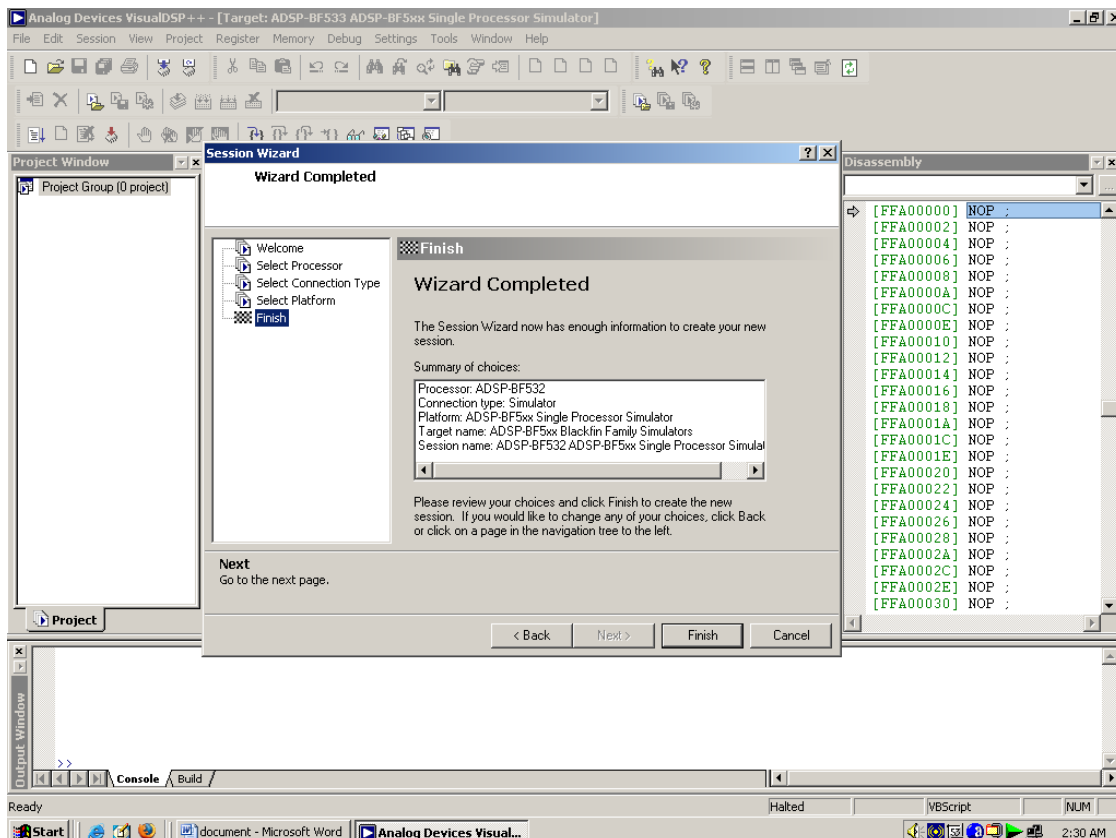 Analog Devices VisualDSP++ - [Target: ADSP-BF533 ADSP-BF5xx Single Processor Simulator]
File Edit Session View Project Register Memory Debug Settings Tools Window Help
Project Window
Project Group (0 project)
Project
Session Wizard
Wizard Completed
Welcome
Select Processor
Select Connection Type
Select Platform
Finish
Finish
Wizard Completed
The Session Wizard now has enough information to create your new
session.
Summary of choices:
Processor: ADSP-BF532
Connection type: Simulator
Platform: ADSP-BF5xx Single Processor Simulator
Target name: ADSP-BF5xx Blackfin Family Simulators
Session name: ADSP-BF532 ADSP-BF5xx Single Processor Simulat
Please review your choices and click Finish to create the new
session. If you would like to change any of your choices, click Back
or click on a page in the navigation tree to the left.
Next
Go to the next page.
< Back Next > Finish Cancel
Disassembly
[FFA00000] NOP ;
[FFA00002] NOP ;
[FFA00004] NOP ;
[FFA00006] NOP ;
[FFA00008] NOP ;
[FFA0000A] NOP ;
[FFA0000C] NOP ;
[FFA0000E] NOP ;
[FFA00010] NOP ;
[FFA00012] NOP ;
[FFA00014] NOP ;
[FFA00016] NOP ;
[FFA00018] NOP ;
[FFA0001A] NOP ;
[FFA0001C] NOP ;
[FFA0001E] NOP ;
[FFA00020] NOP ;
[FFA00022] NOP ;
[FFA00024] NOP ;
[FFA00026] NOP ;
[FFA00028] NOP ;
[FFA0002A] NOP ;
[FFA0002C] NOP ;
[FFA0002E] NOP ;
[FFA00030] NOP ;
Output Window
>>
Console Build
Ready Halted VBScript NUM
Start document - Microsoft Word Analog Devices Visual... 2:30 AM